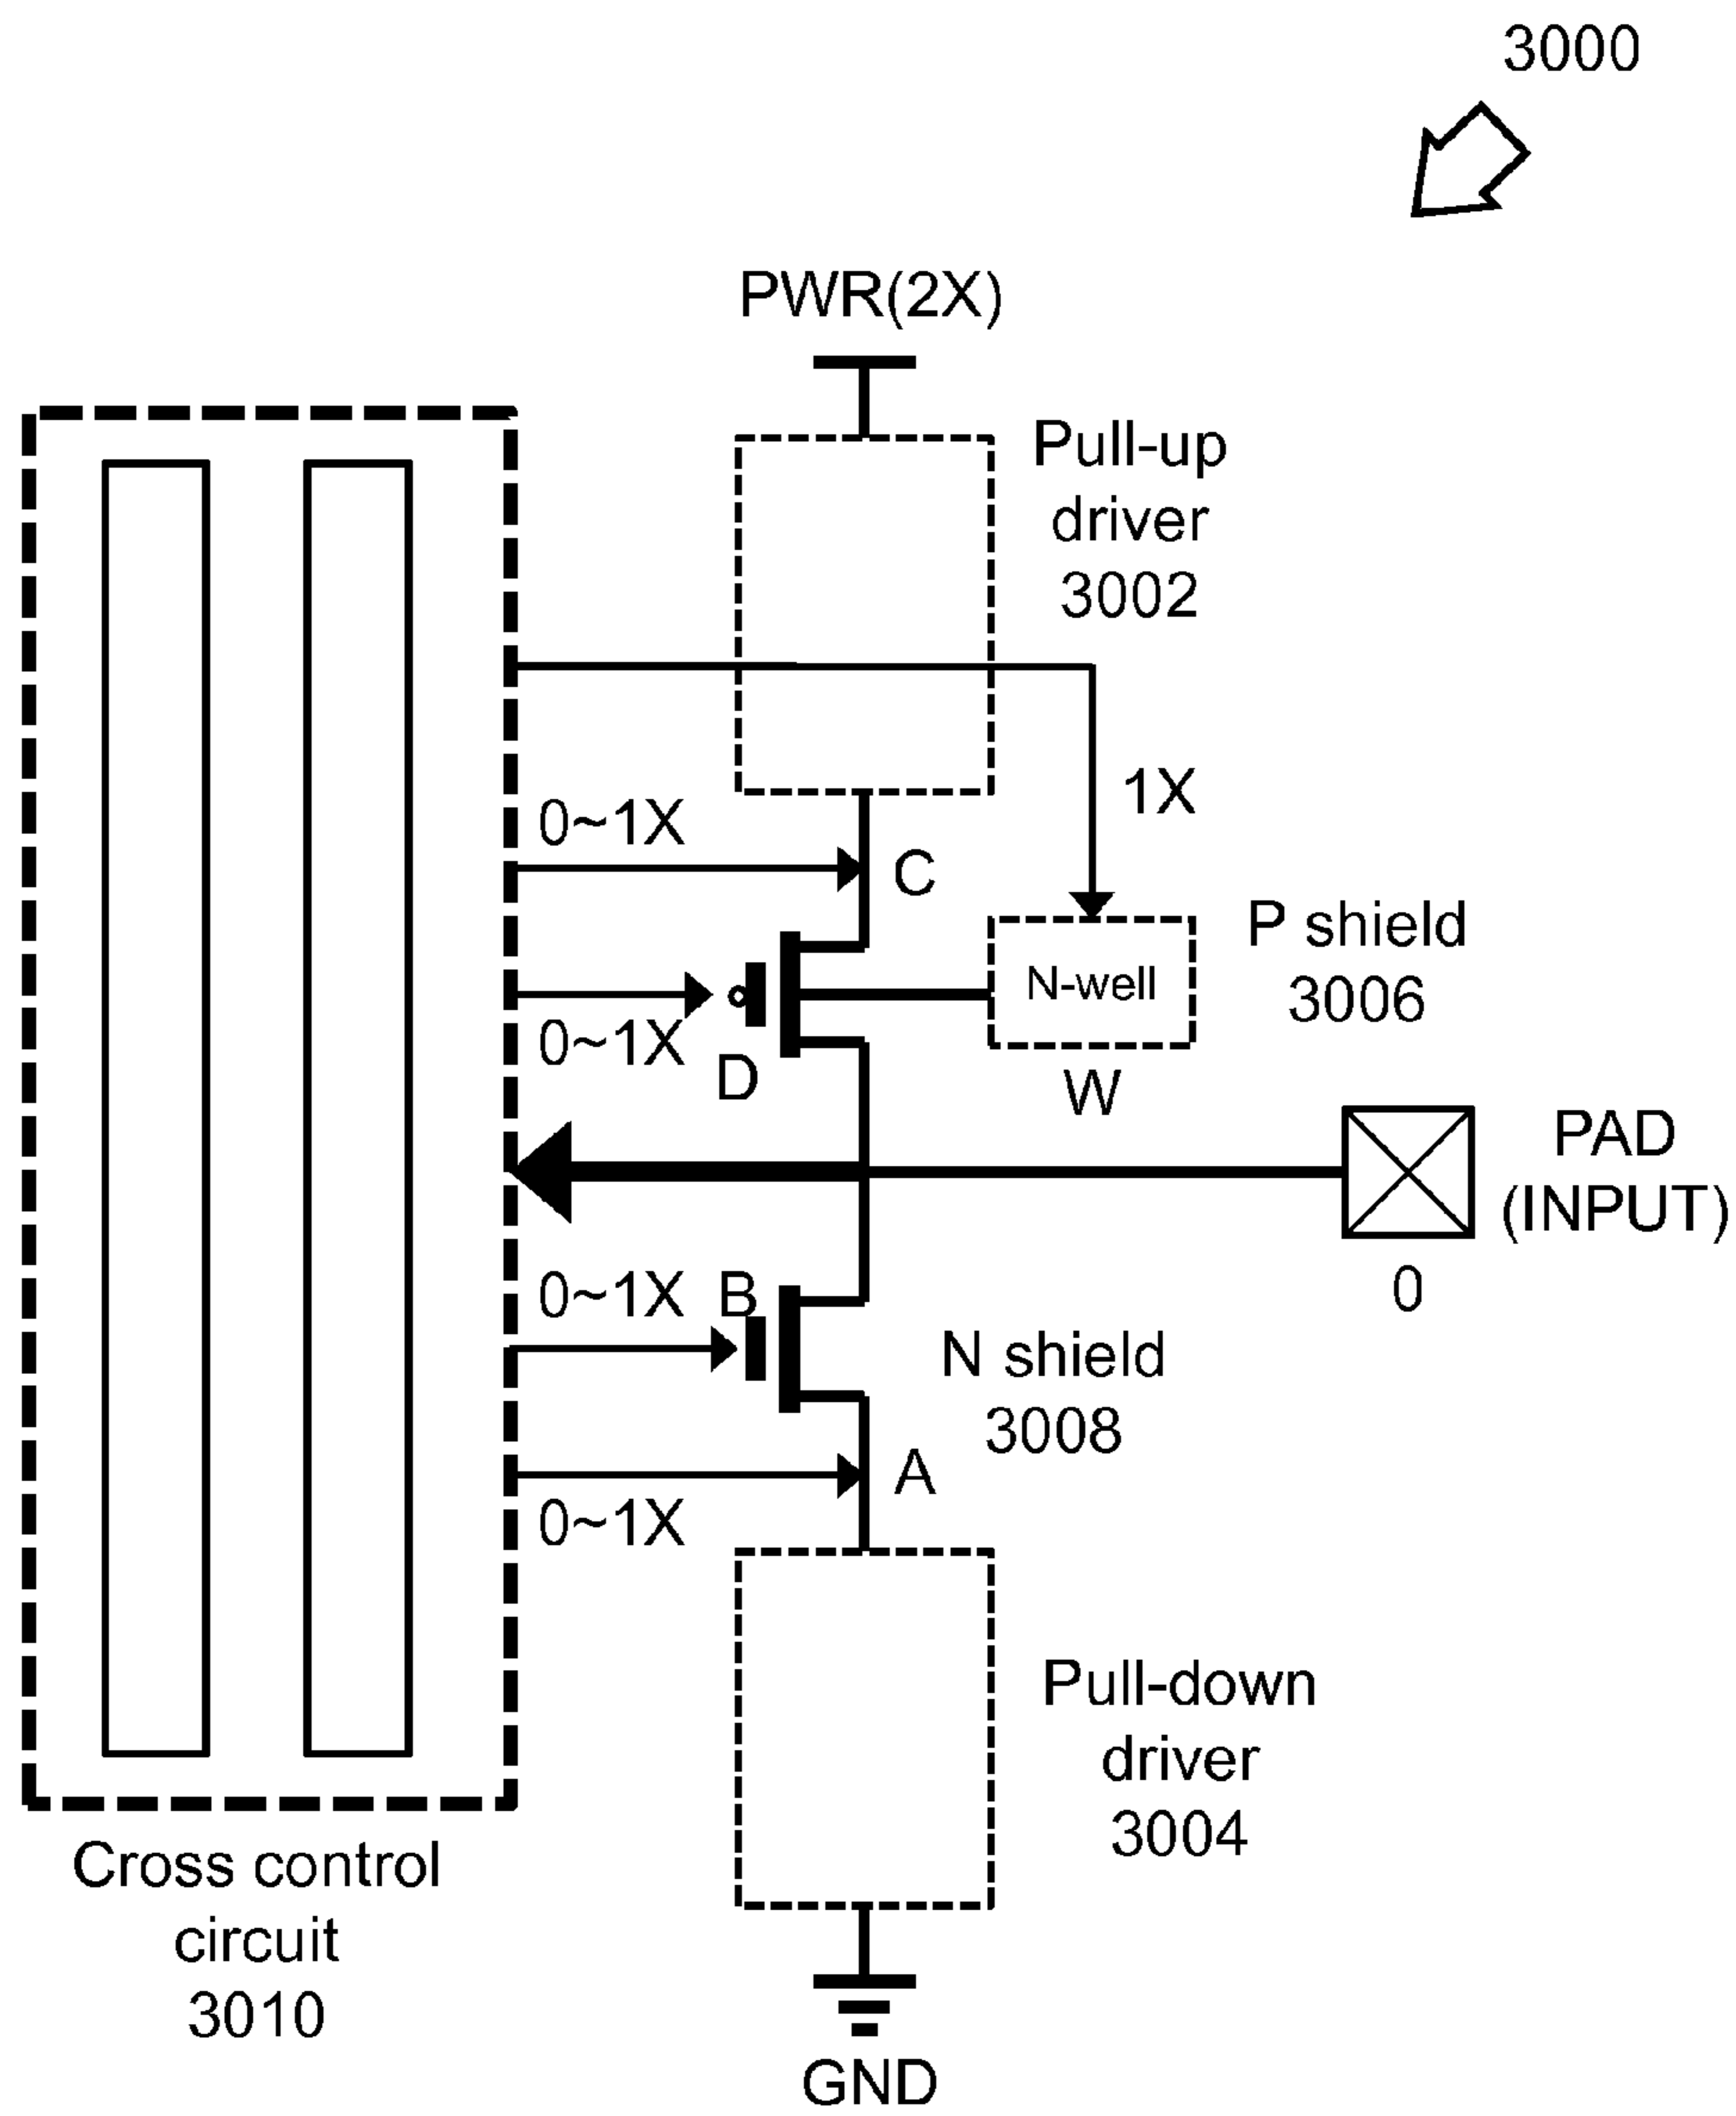 3000
PWR(2X)
Pull-up
driver
3002
1X
0~1X
C
P shield
3006
N-well
0~1X
D
W
PAD
(INPUT)
0
0~1X
B
N shield
3008
A
0~1X
Pull-down
driver
3004
Cross control
circuit
3010
GND